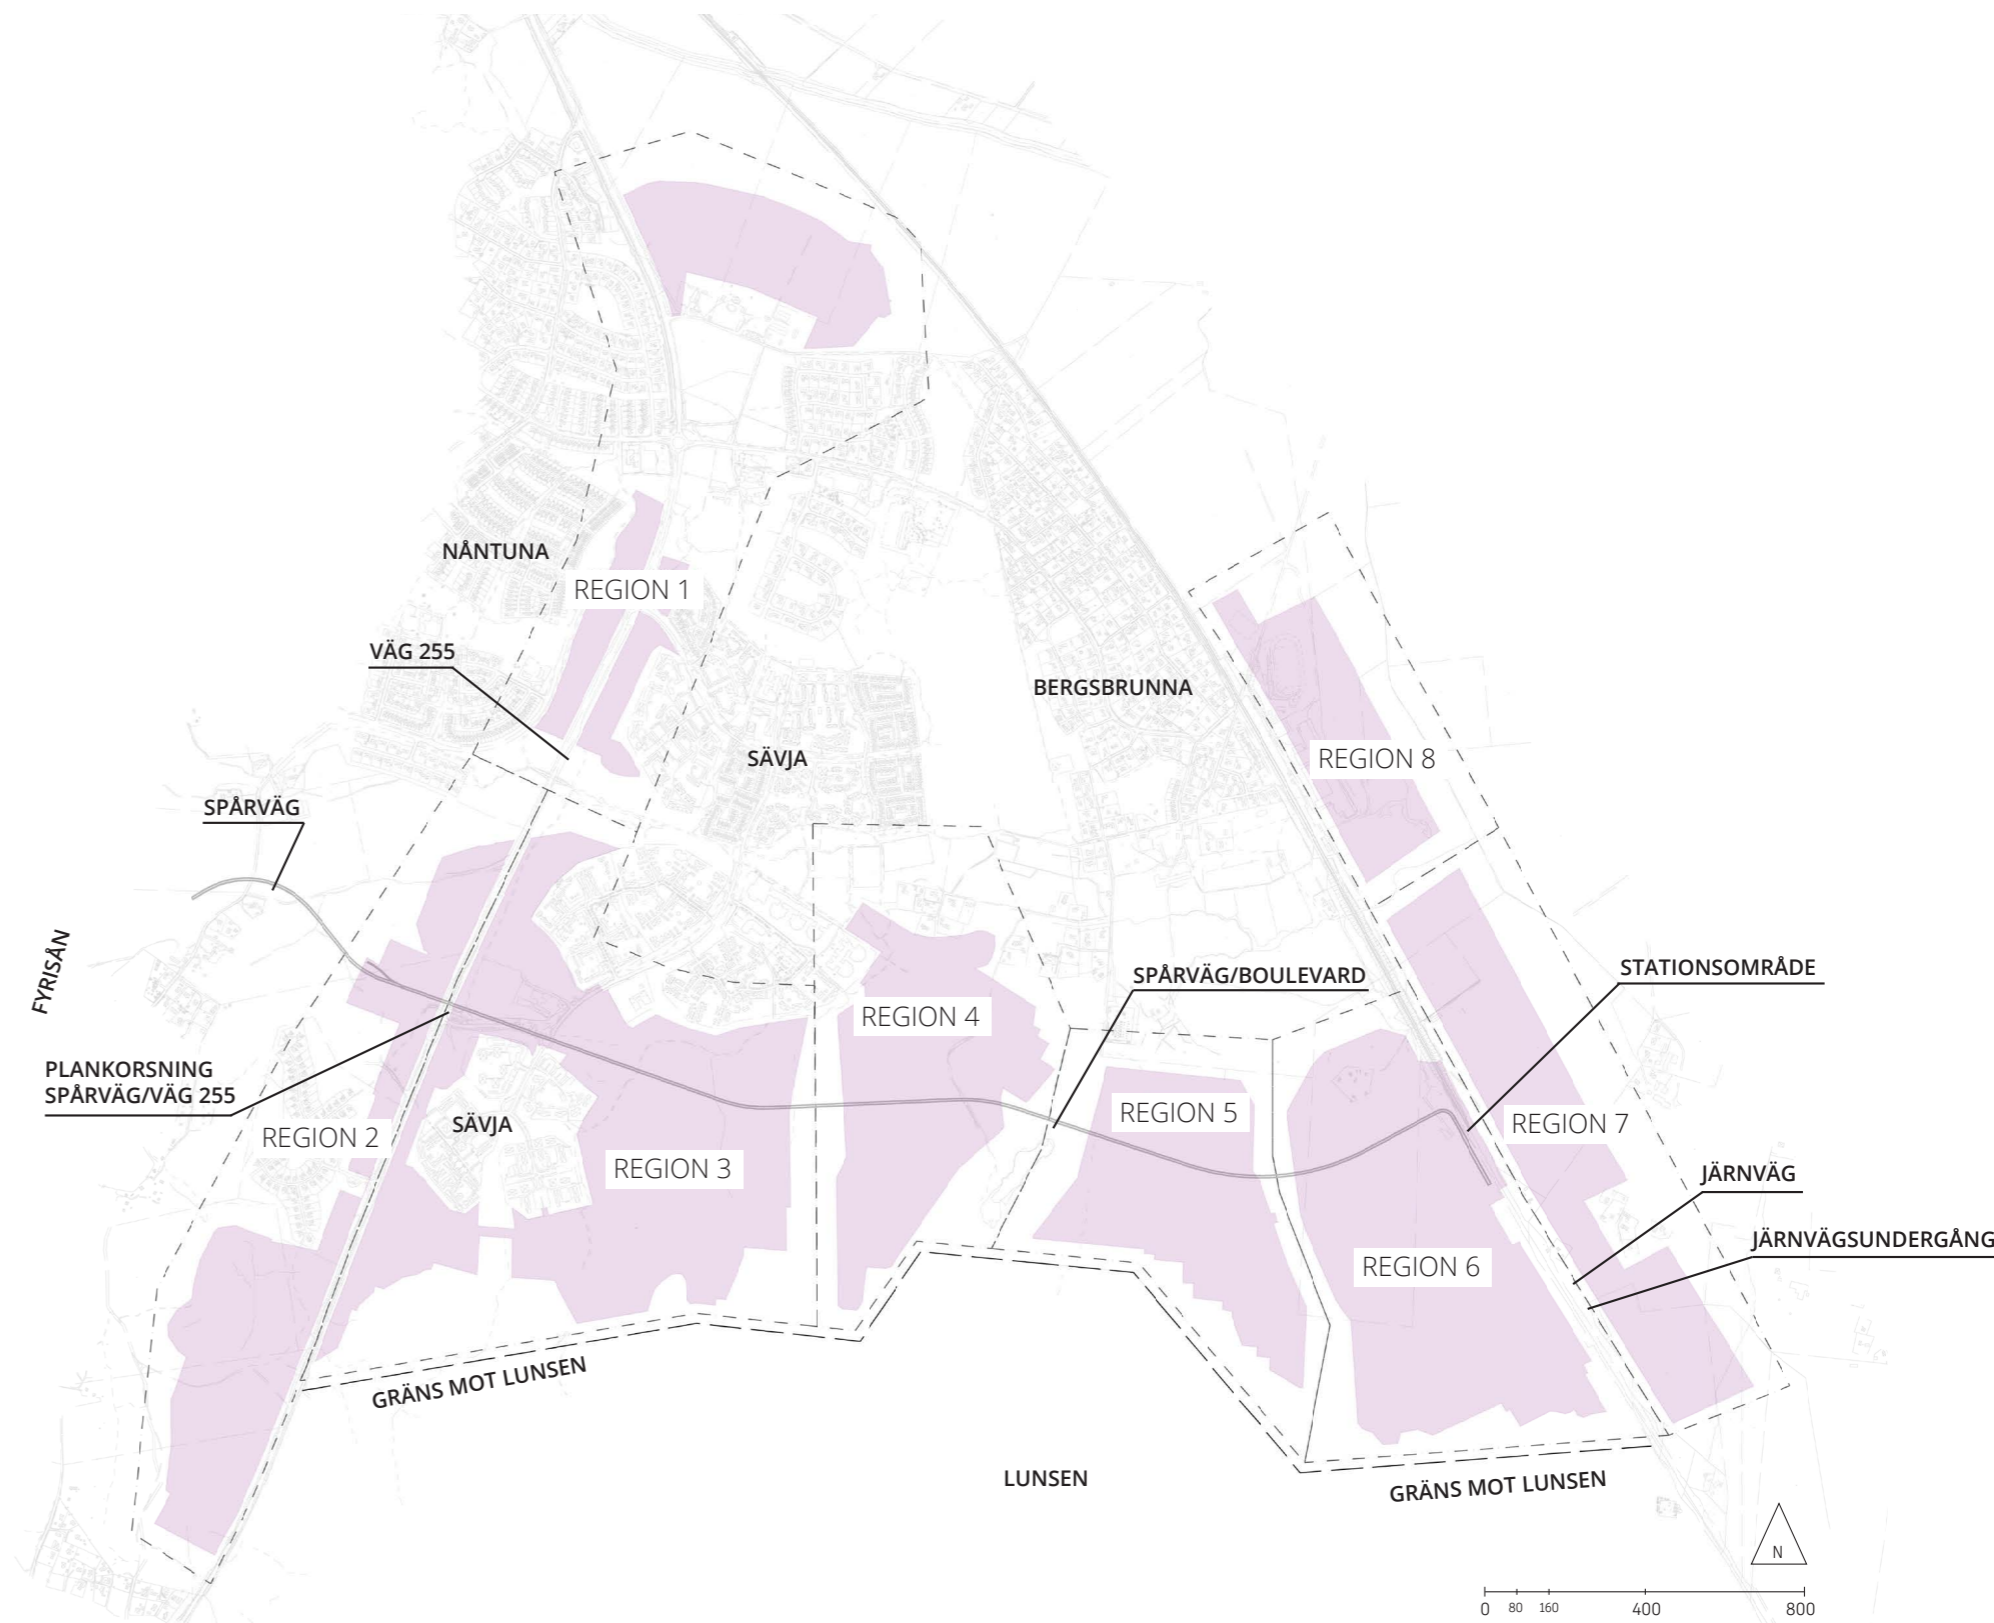 NÅNTUNA
REGION 1
VÄG 255
BERGSBRUNNA
SÄVJA
REGION 8
SPÅRVÄG
FYRISÅN
SPÅRVÄG/BOULEVARD
STATIONSOMRÅDE
REGION 4
PLANKORSNING
SPÅRVÄG/VÄG 255
REGION 5
SÄVJA
REGION 7
REGION 2
REGION 3
JÄRNVÄG
JÄRNVÄGSUNDERGÅNG
REGION 6
GRÄNS MOT LUNSEN
LUNSEN
GRÄNS MOT LUNSEN
N
0 80 160 400 800